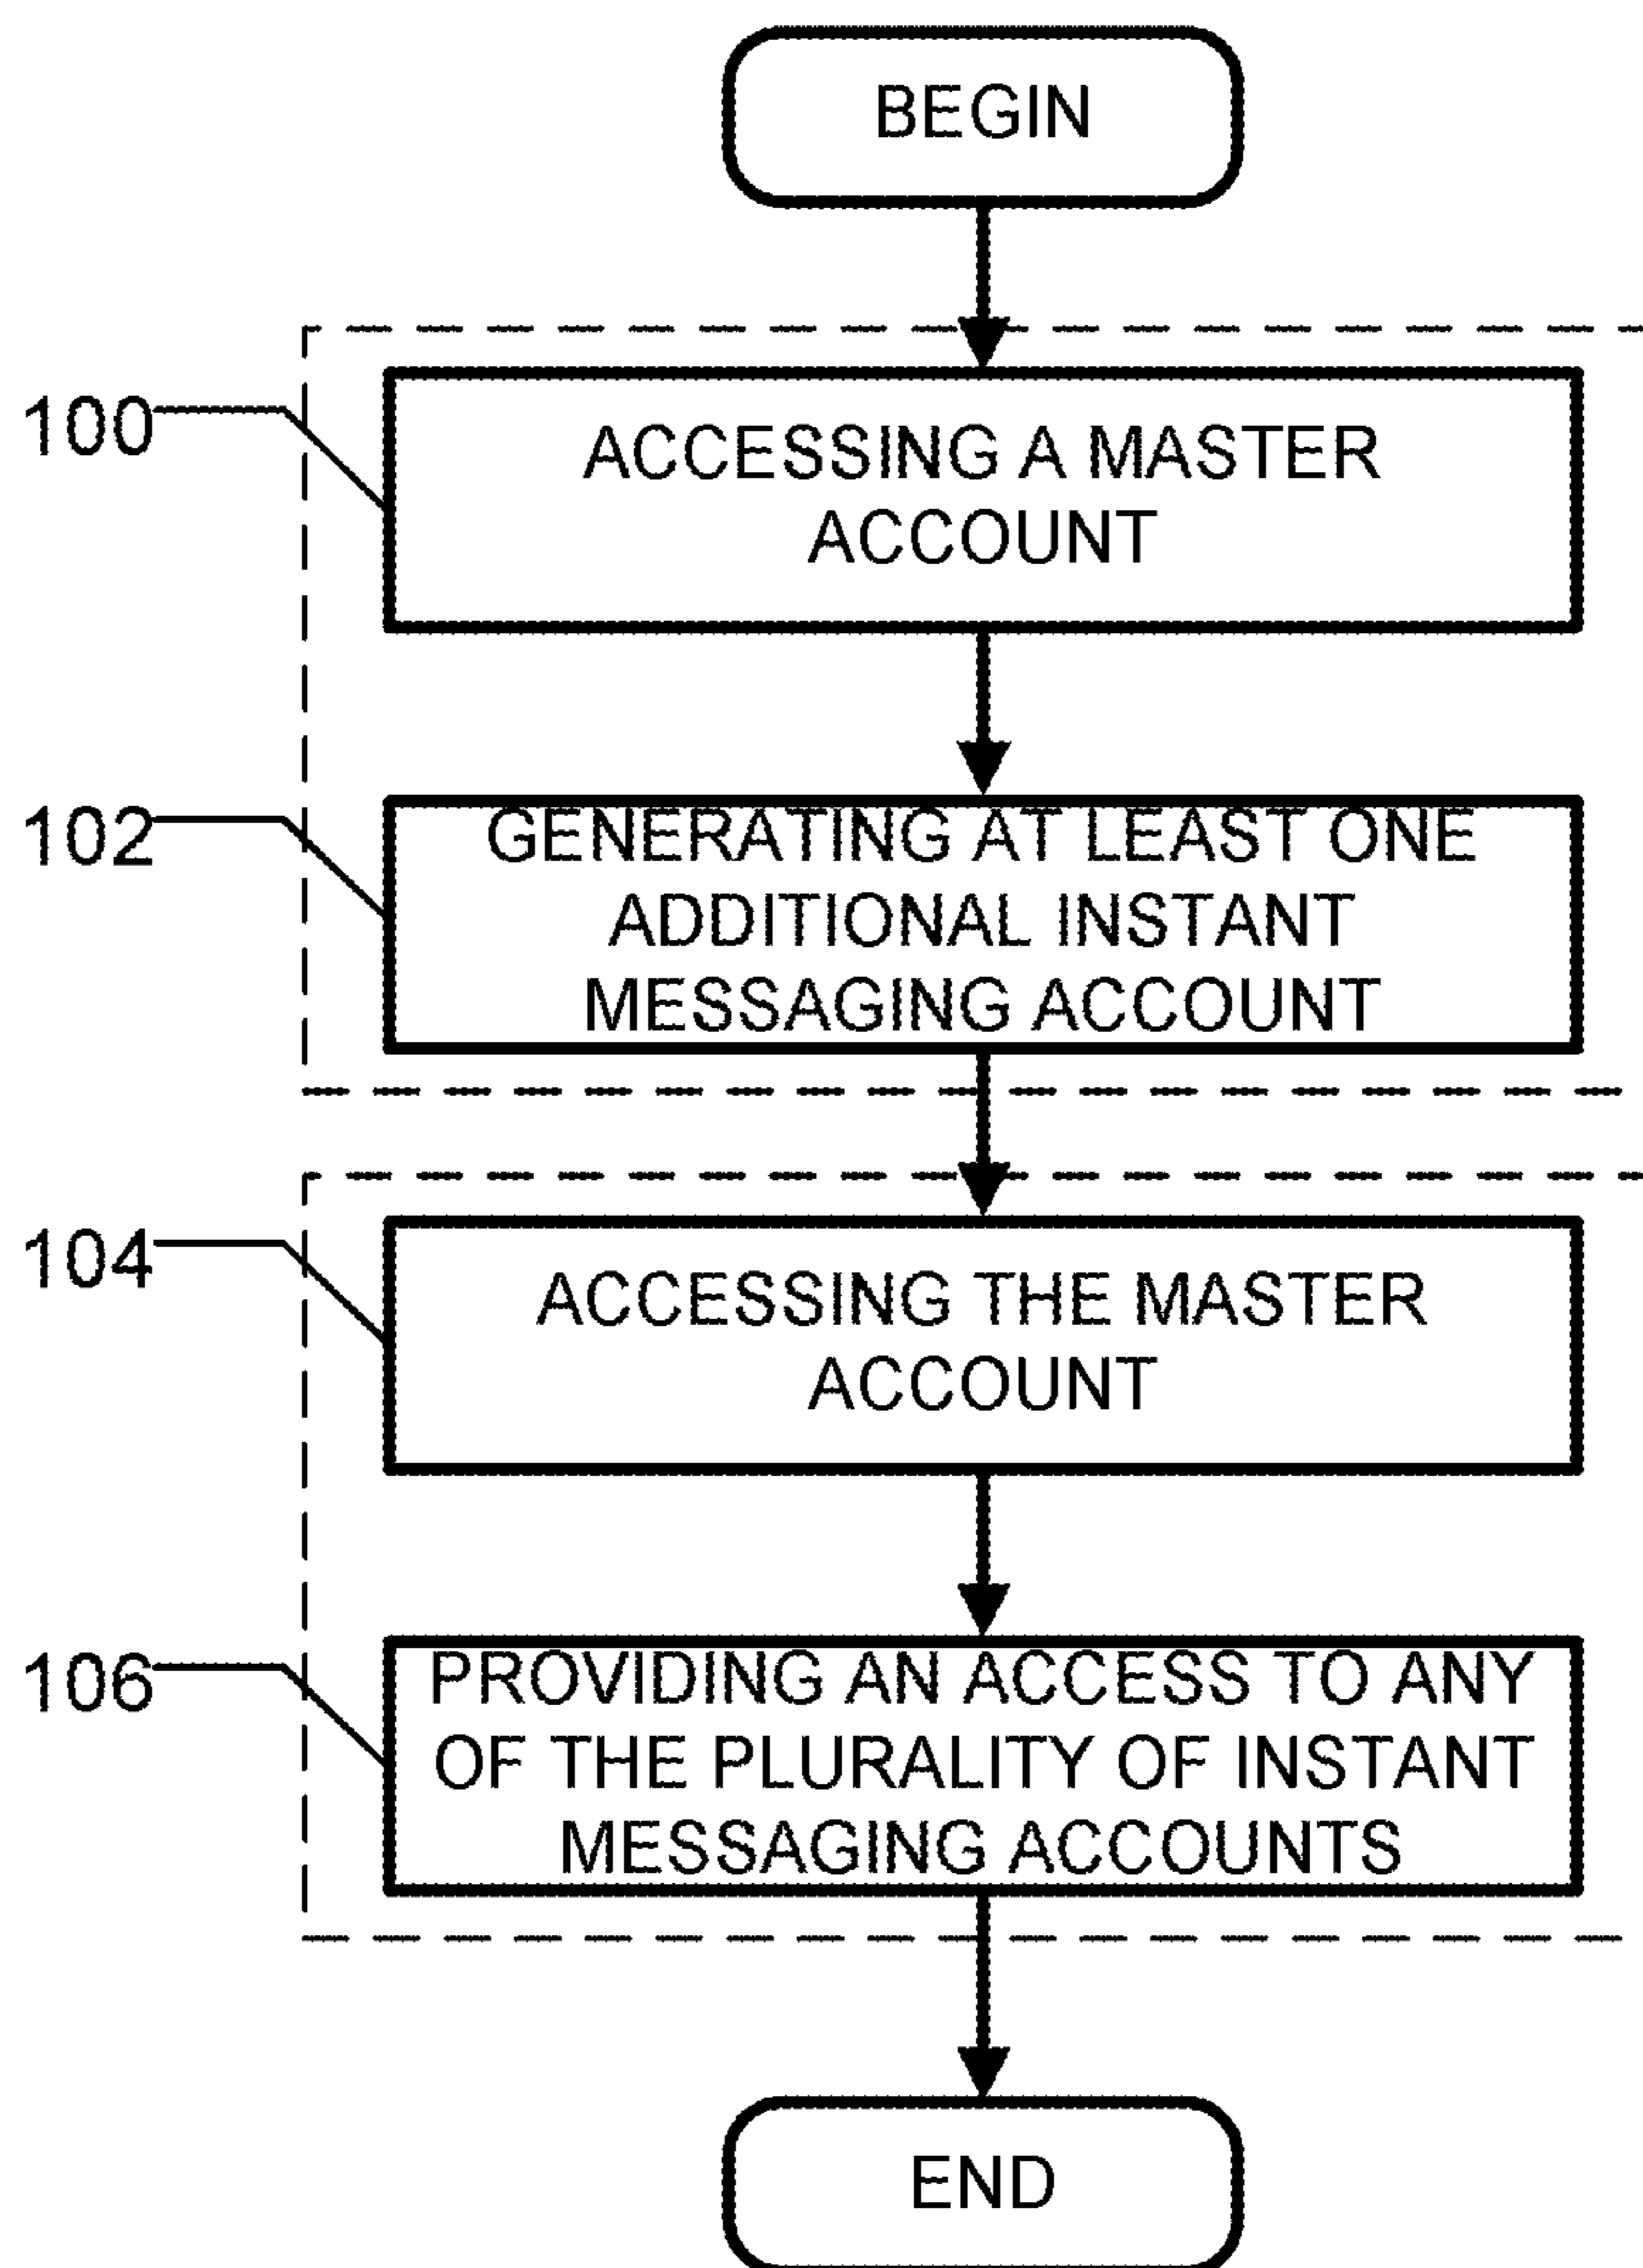 BEGIN
100
ACCESSING A MASTER
ACCOUNT
102
GENERATING AT LEAST ONE
ADDITIONAL INSTANT
MESSAGING ACCOUNT
104
ACCESSING THE MASTER
ACCOUNT
106
PROVIDING AN ACCESS TO ANY
OF THE PLURALITY OF INSTANT
MESSAGING ACCOUNTS
END